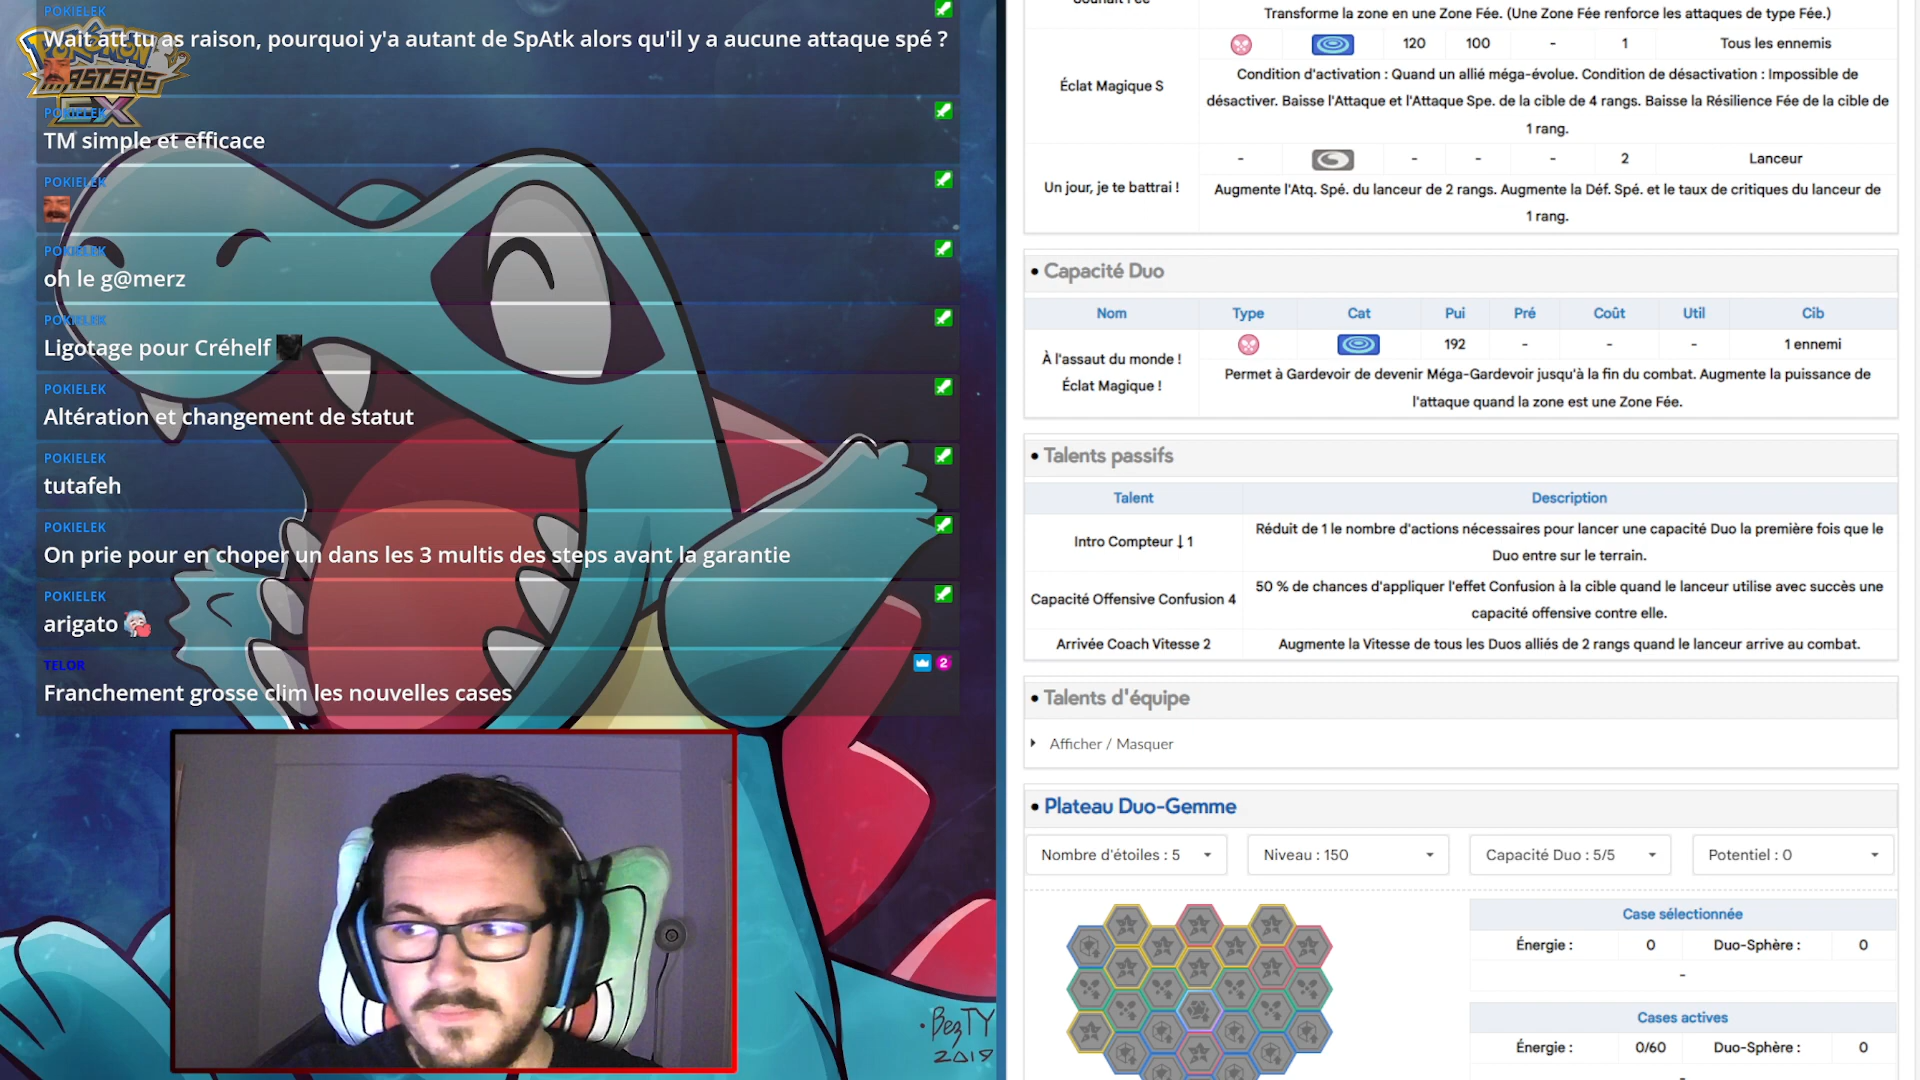 POKIELEK
Wait att tu as raison, pourquoi y'a autant de SpAtk alors qu'il y a aucune attaque spé ?
MASTERS
EX
POKIELEK
TM simple et efficace
POKIELEK
POKIELEK
oh le g@merz
POKIELEK
Ligotage pour Créhelf
POKIELEK
Altération et changement de statut
POKIELEK
tutafeh
POKIELEK
On prie pour en choper un dans les 3 multis des steps avant la garantie
POKIELEK
arigato
TELOR
2
Franchement grosse clim les nouvelles cases
BezTY
2019
Transforme la zone en une Zone Fée. (Une Zone Fée renforce les attaques de type Fée.)
Éclat Magique S
120 100 - 1 Tous les ennemis
Condition d'activation : Quand un allié méga-évolue. Condition de désactivation : Impossible de
désactiver. Baisse l'Attaque et l'Attaque Spe. de la cible de 4 rangs. Baisse la Résilience Fée de la cible de
1 rang.
Un jour, je te battrai !
- - - - 2 Lanceur
Augmente l'Atq. Spé. du lanceur de 2 rangs. Augmente la Déf. Spé. et le taux de critiques du lanceur de
1 rang.
• Capacité Duo
Nom Type Cat Pui Pré Coût Util Cib
À l'assaut du monde !
Éclat Magique !
192 - - - 1 ennemi
Permet à Gardevoir de devenir Méga-Gardevoir jusqu'à la fin du combat. Augmente la puissance de
l'attaque quand la zone est une Zone Fée.
• Talents passifs
Talent Description
Intro Compteur ↓ 1
Réduit de 1 le nombre d'actions nécessaires pour lancer une capacité Duo la première fois que le
Duo entre sur le terrain.
Capacité Offensive Confusion 4
50 % de chances d'appliquer l'effet Confusion à la cible quand le lanceur utilise avec succès une
capacité offensive contre elle.
Arrivée Coach Vitesse 2
Augmente la Vitesse de tous les Duos alliés de 2 rangs quand le lanceur arrive au combat.
• Talents d'équipe
Afficher / Masquer
• Plateau Duo-Gemme
Nombre d'étoiles : 5 Niveau : 150 Capacité Duo : 5/5 Potentiel : 0
Case sélectionnée
Énergie : 0 Duo-Sphère : 0
-
Cases actives
Énergie : 0/60 Duo-Sphère : 0
-